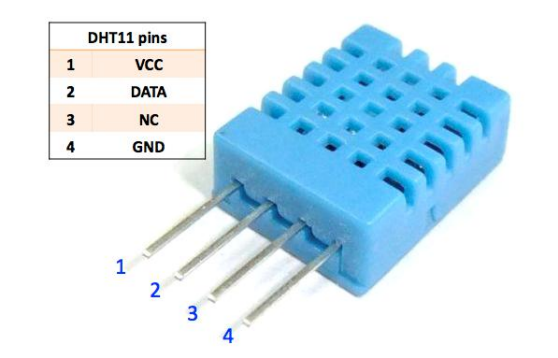 DHT11 pins
1 VCC
2 DATA
3 NC
4 GND
1
2
3
4